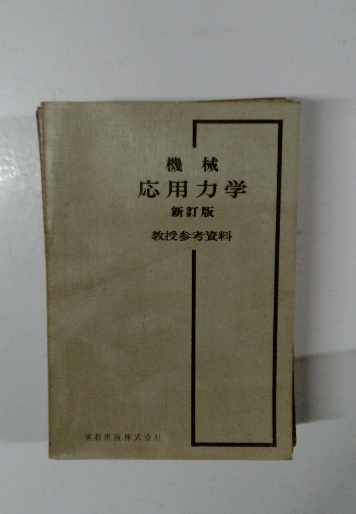 機械
応用力学
新訂版
教授参考資料
実教出版株式会社